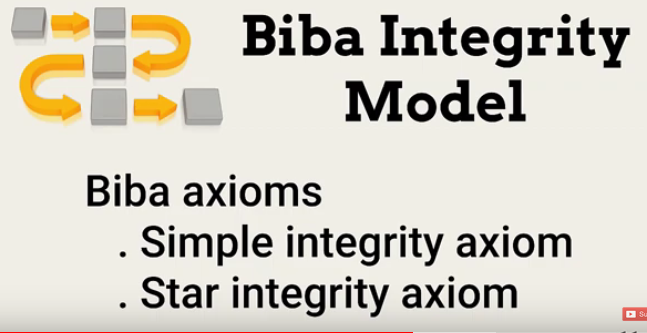 Biba Integrity
Model
Biba axioms
. Simple integrity axiom
. Star integrity axiom